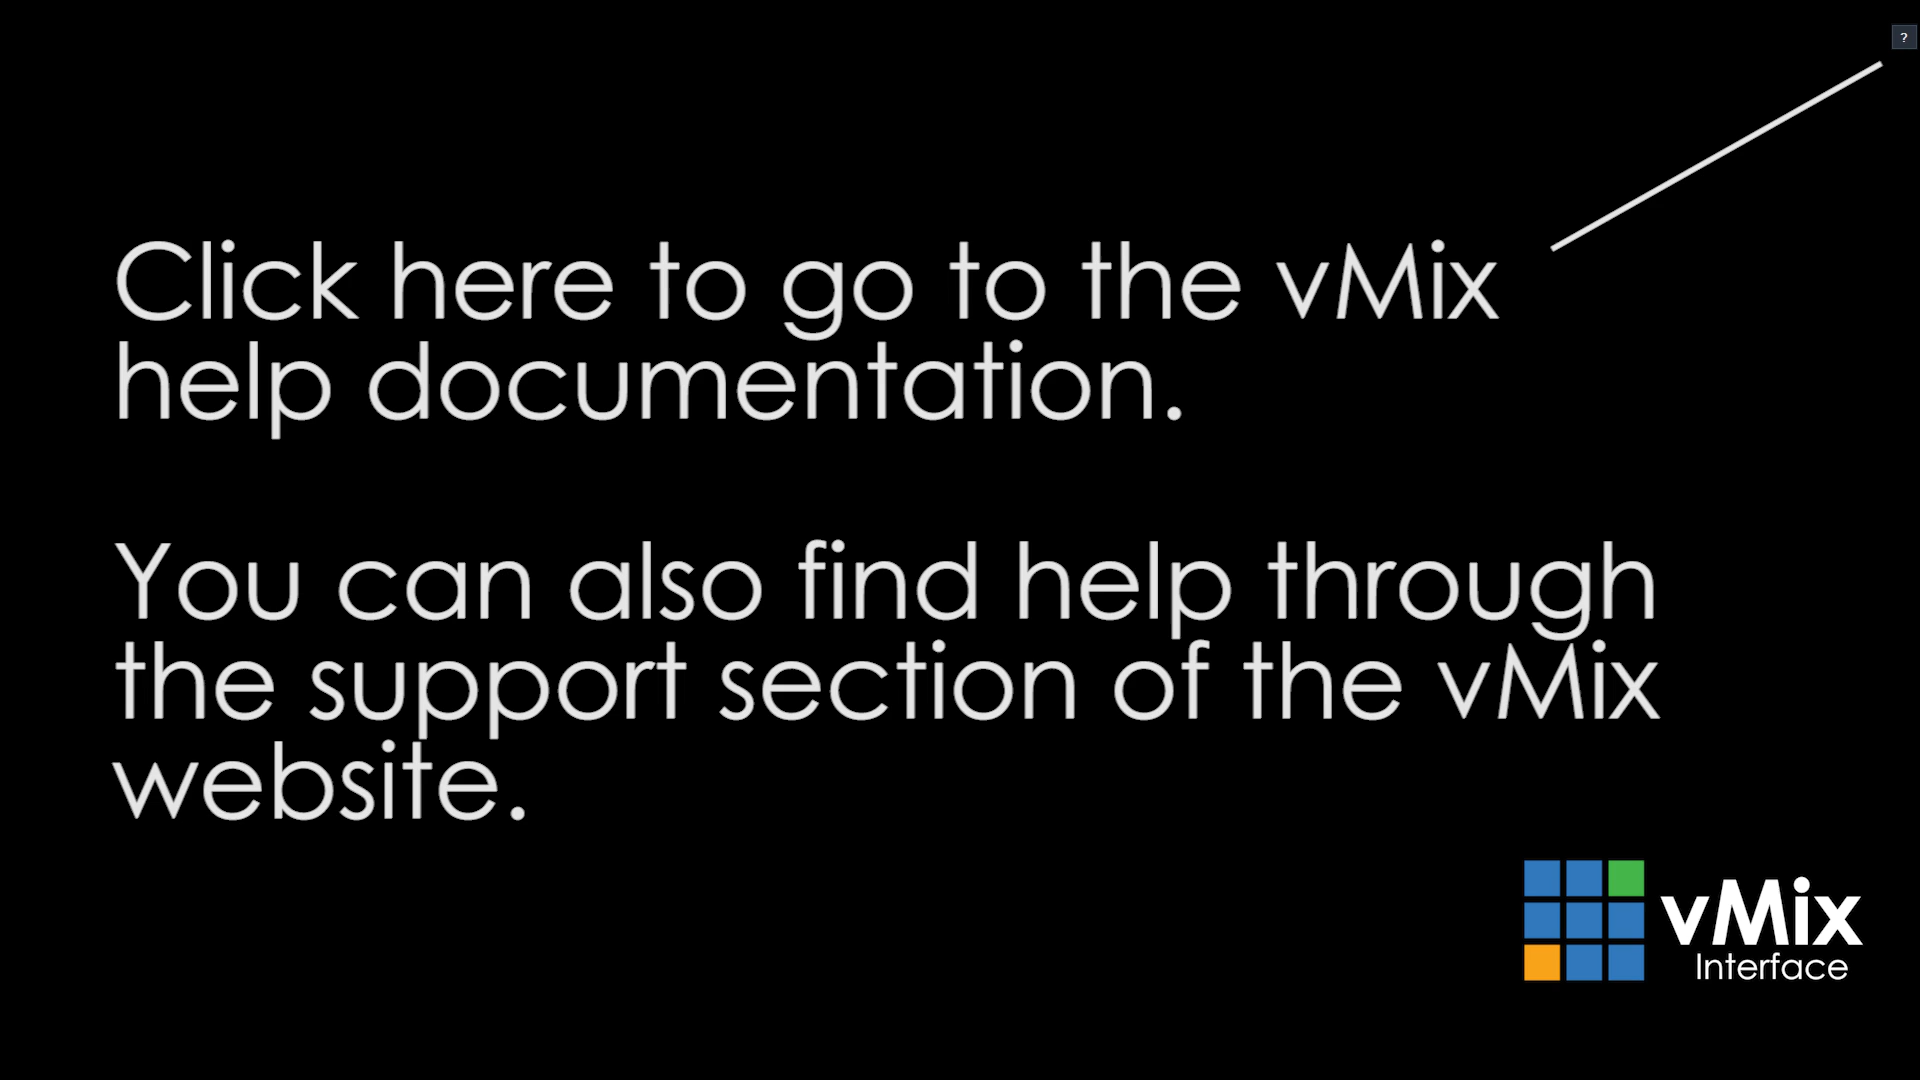 ?
Click here to go to the vMix
help documentation.
You can also find help through
the support section of the vMix
website.
vMix
Interface